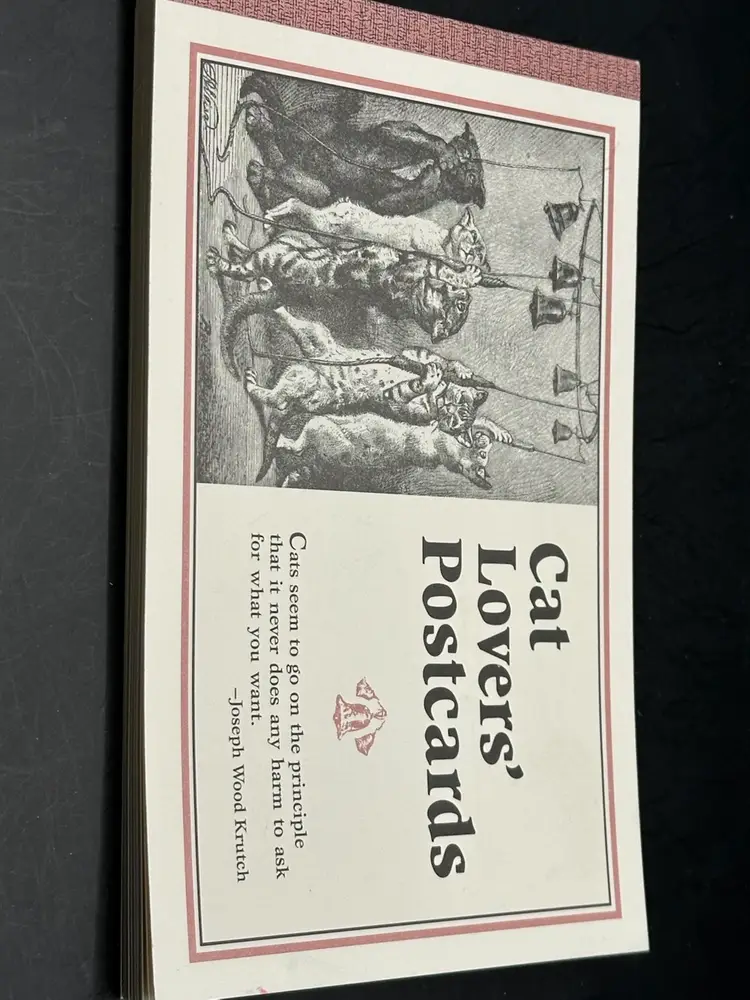 Cat
Lovers'
Postcards
Cats seem to go on the principle
that it never does any harm to ask
for what you want.
–Joseph Wood Krutch